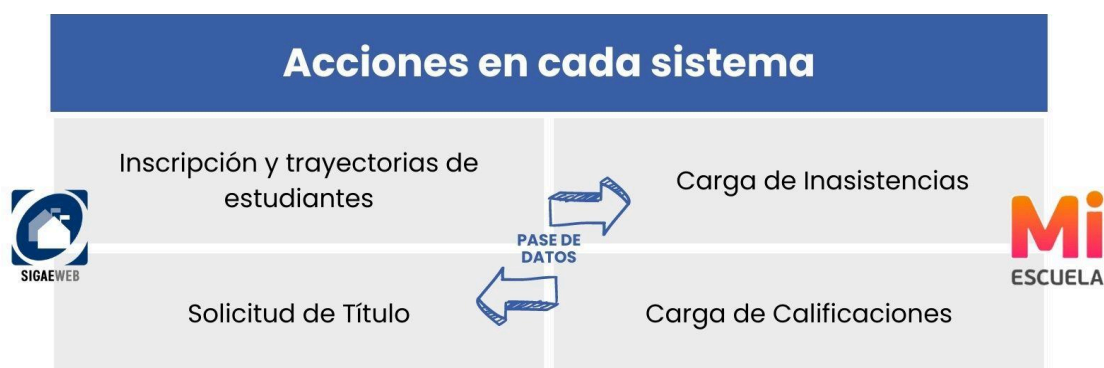 Acciones en cada sistema
Inscripción y trayectorias de
estudiantes
Carga de Inasistencias
SIGAEWEB
PASE DE
DATOS
Mi
ESCUELA
Solicitud de Título
Carga de Calificaciones